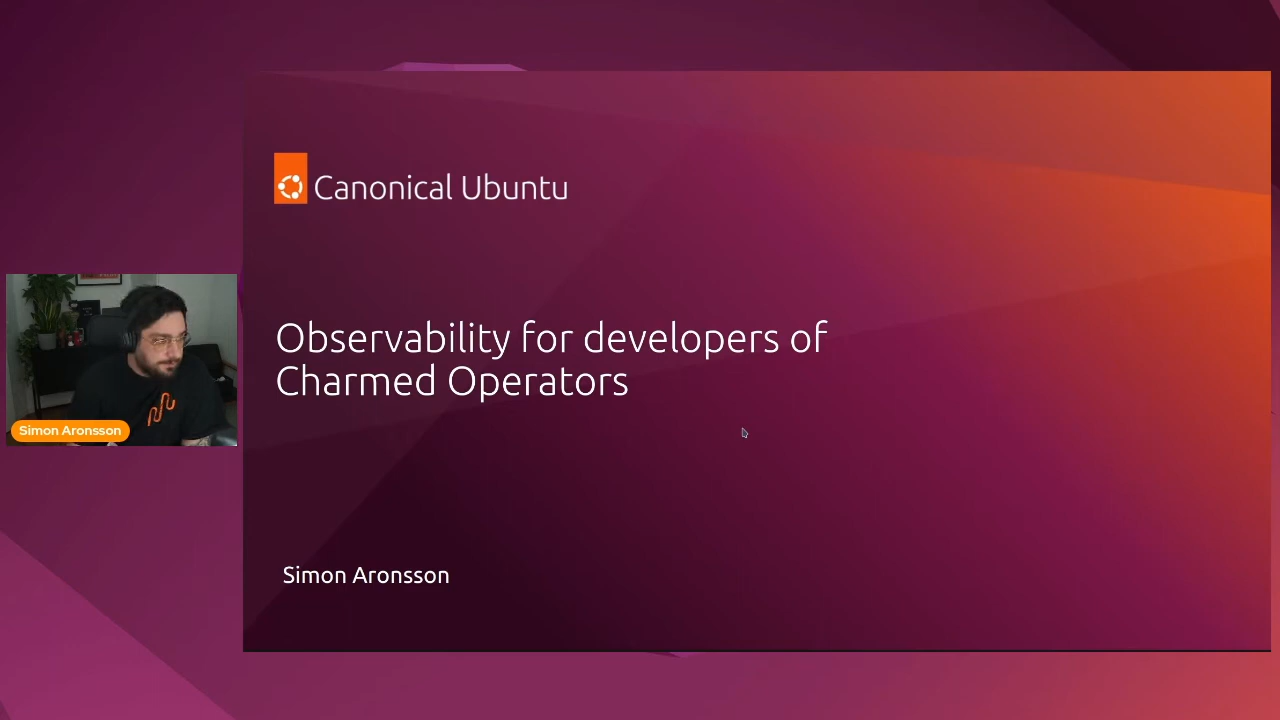 Canonical Ubuntu
Observability for developers of
Charmed Operators
Simon Aronsson
Simon Aronsson